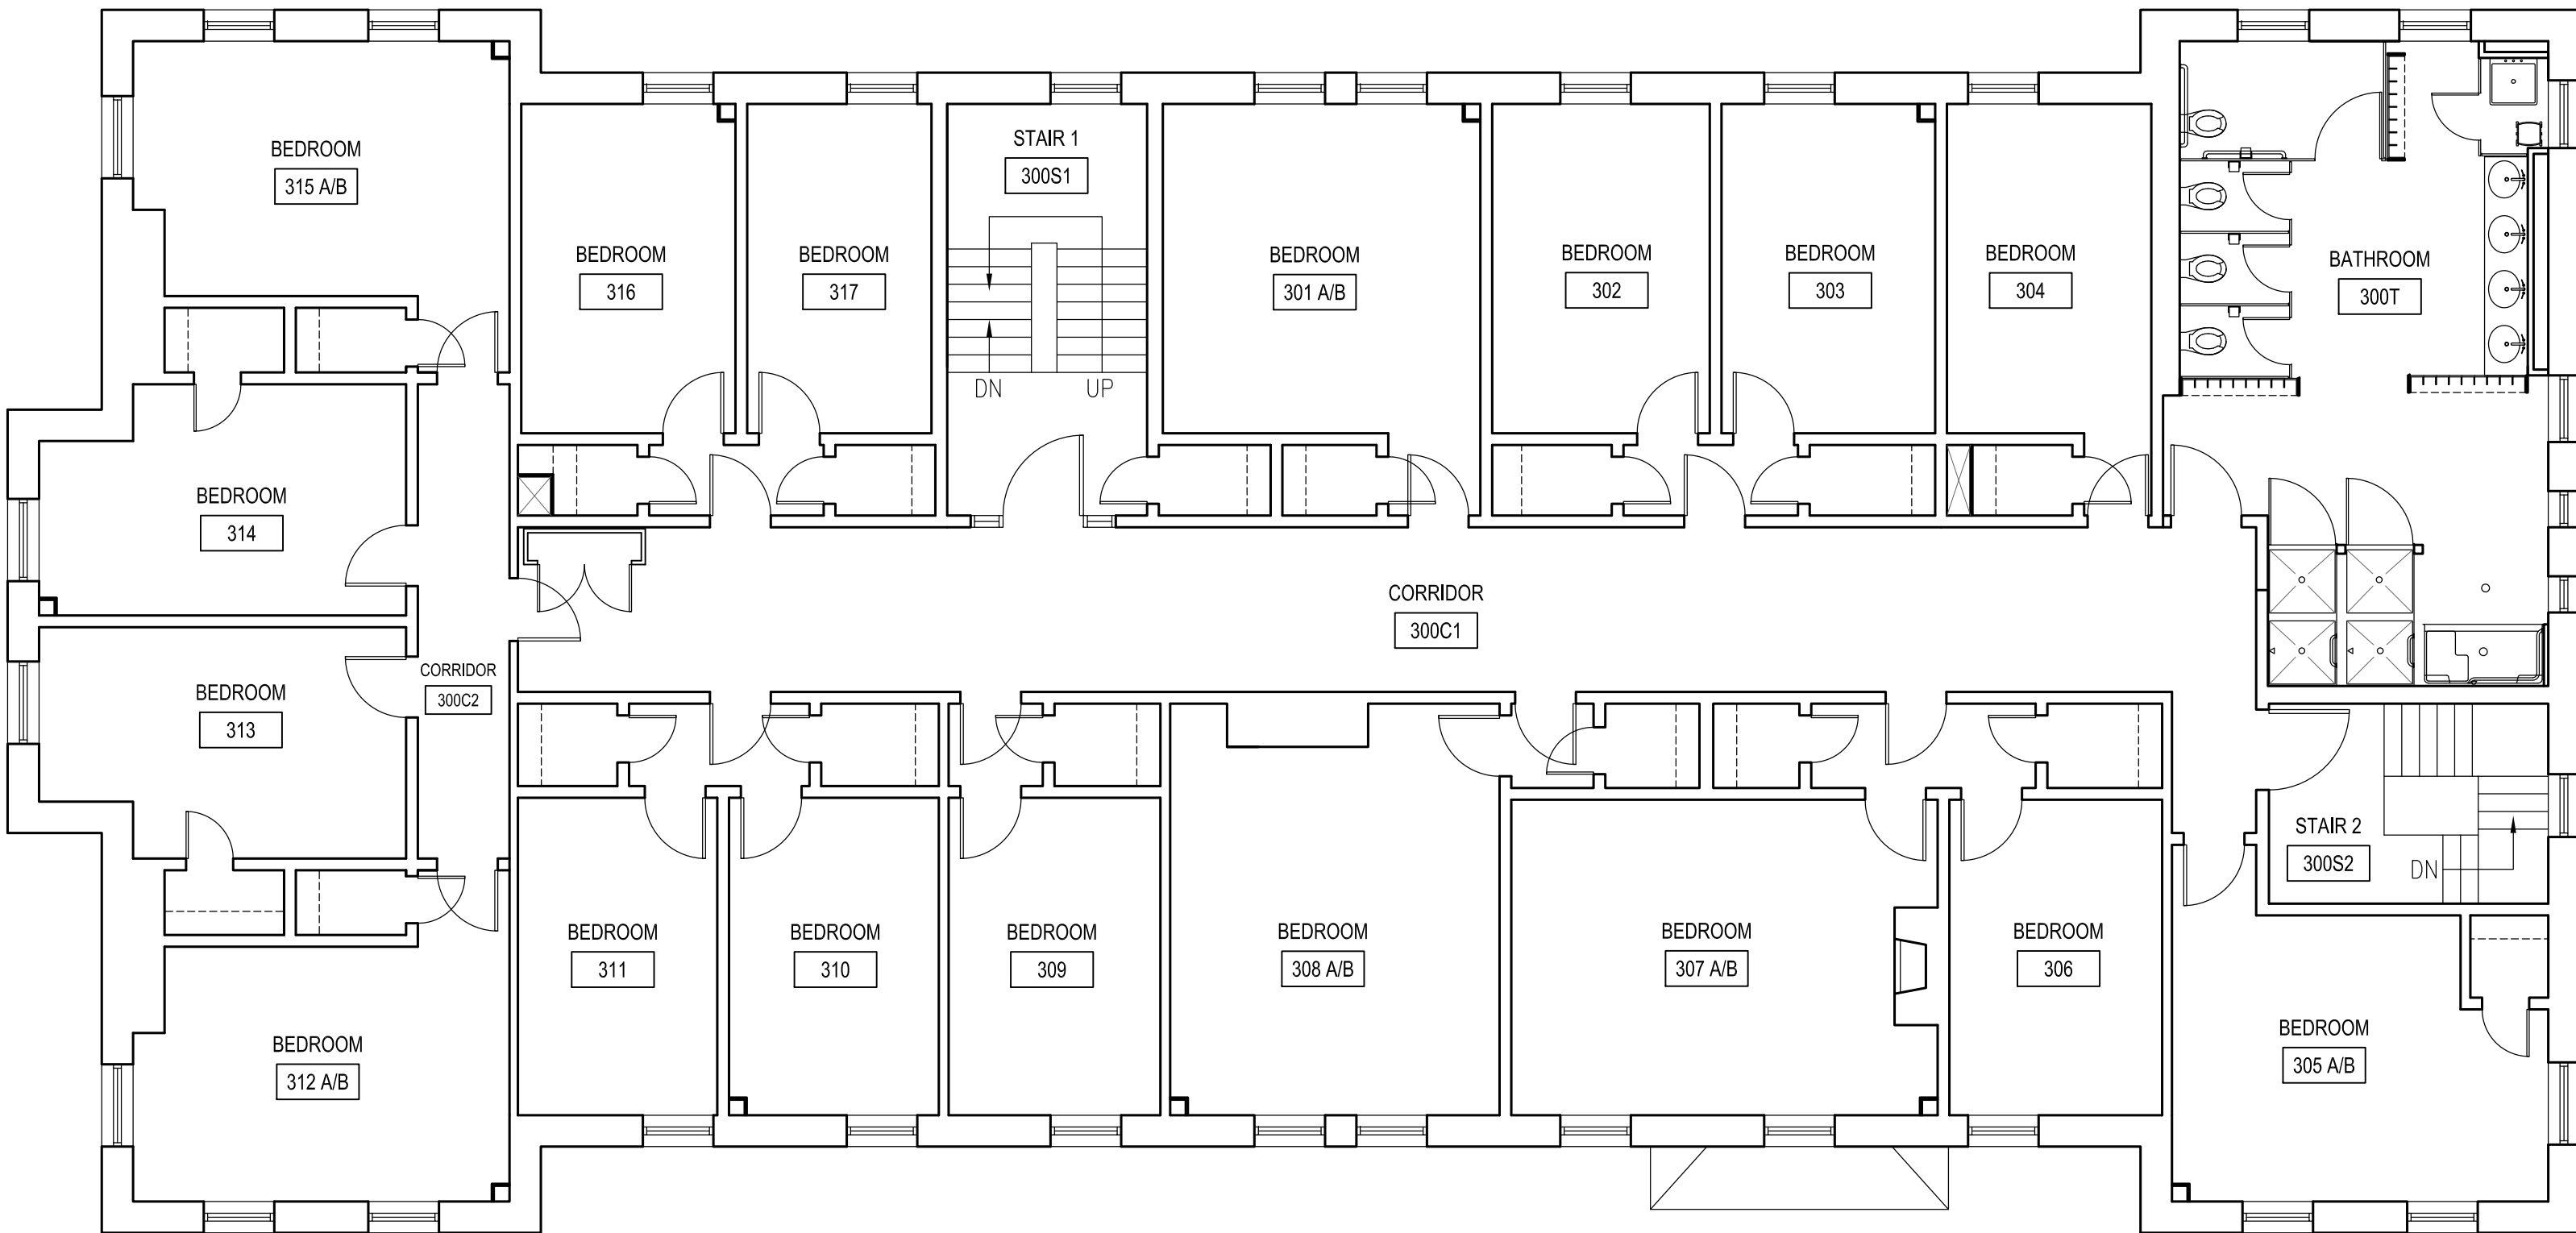 BEDROOM
315 A/B
BEDROOM
316
BEDROOM
317
STAIR 1
300S1
DN
UP
BEDROOM
301 A/B
BEDROOM
302
BEDROOM
303
BEDROOM
304
BATHROOM
300T
BEDROOM
314
BEDROOM
313
CORRIDOR
300C2
CORRIDOR
300C1
STAIR 2
300S2
DN
BEDROOM
312 A/B
BEDROOM
311
BEDROOM
310
BEDROOM
309
BEDROOM
308 A/B
BEDROOM
307 A/B
BEDROOM
306
BEDROOM
305 A/B